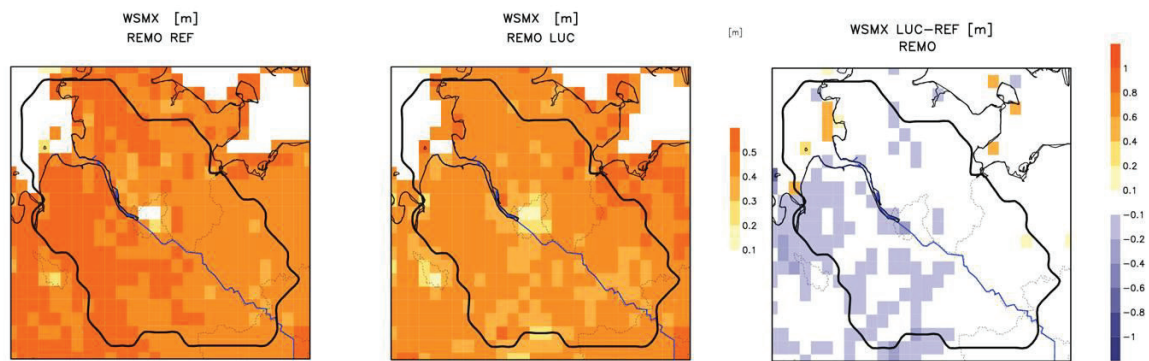 WSMX [m]
REMO REF
WSMX [m]
REMO LUC
[m]
0.5
0.4
0.3
0.2
0.1
WSMX LUC-REF [m]
REMO
1
0.8
0.6
0.4
0.2
0.1
-0.1
-0.2
-0.4
-0.6
-0.8
-1